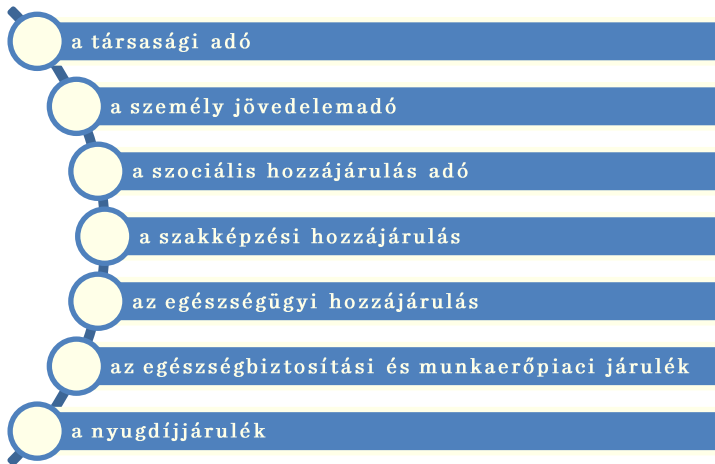 a társasági adó
a személy jövedelemadó
a szociális hozzájárulás adó
a szakképzési hozzájárulás
az egészségügyi hozzájárulás
az egészségbiztosítási és munkaerőpiaci járulék
a nyugdíjjárulék